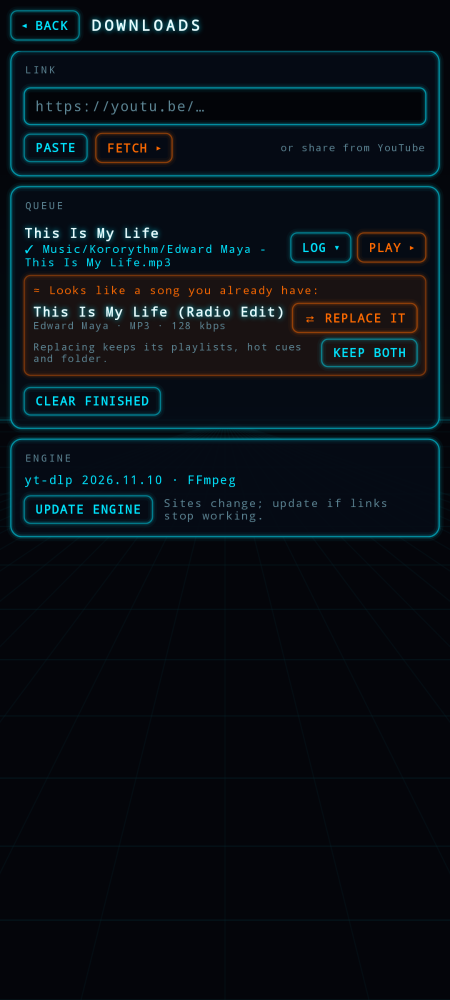 ◂ BACK DOWNLOADS
LINK
https://youtu.be/…
PASTE FETCH ▸ or share from YouTube
QUEUE
This Is My Life
✓ Music/Kororythm/Edward Maya -
This Is My Life.mp3
LOG ▾ PLAY ▸
= Looks like a song you already have:
This Is My Life (Radio Edit)
Edward Maya · MP3 · 128 kbps
⇄ REPLACE IT
Replacing keeps its playlists, hot cues
and folder.
KEEP BOTH
CLEAR FINISHED
ENGINE
yt-dlp 2026.11.10 · FFmpeg
UPDATE ENGINE
Sites change; update if links
stop working.